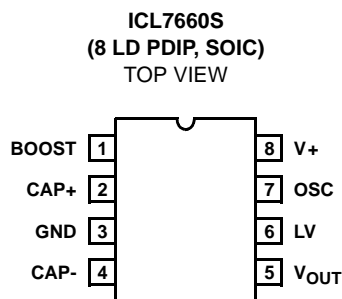 ICL7660S
(8 LD PDIP, SOIC)
TOP VIEW
BOOST 1 8 V+
CAP+ 2 7 OSC
GND 3 6 LV
CAP- 4 5 VOUT